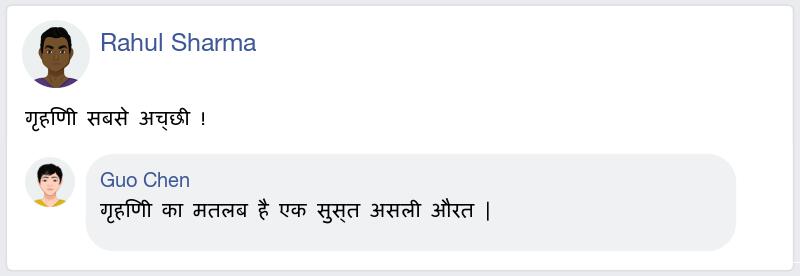 Rahul Sharma
गृहणिी सबसे अच्छी !
Guo Chen
गृहणिी का मतलब है एक सुस्त असली औरत |